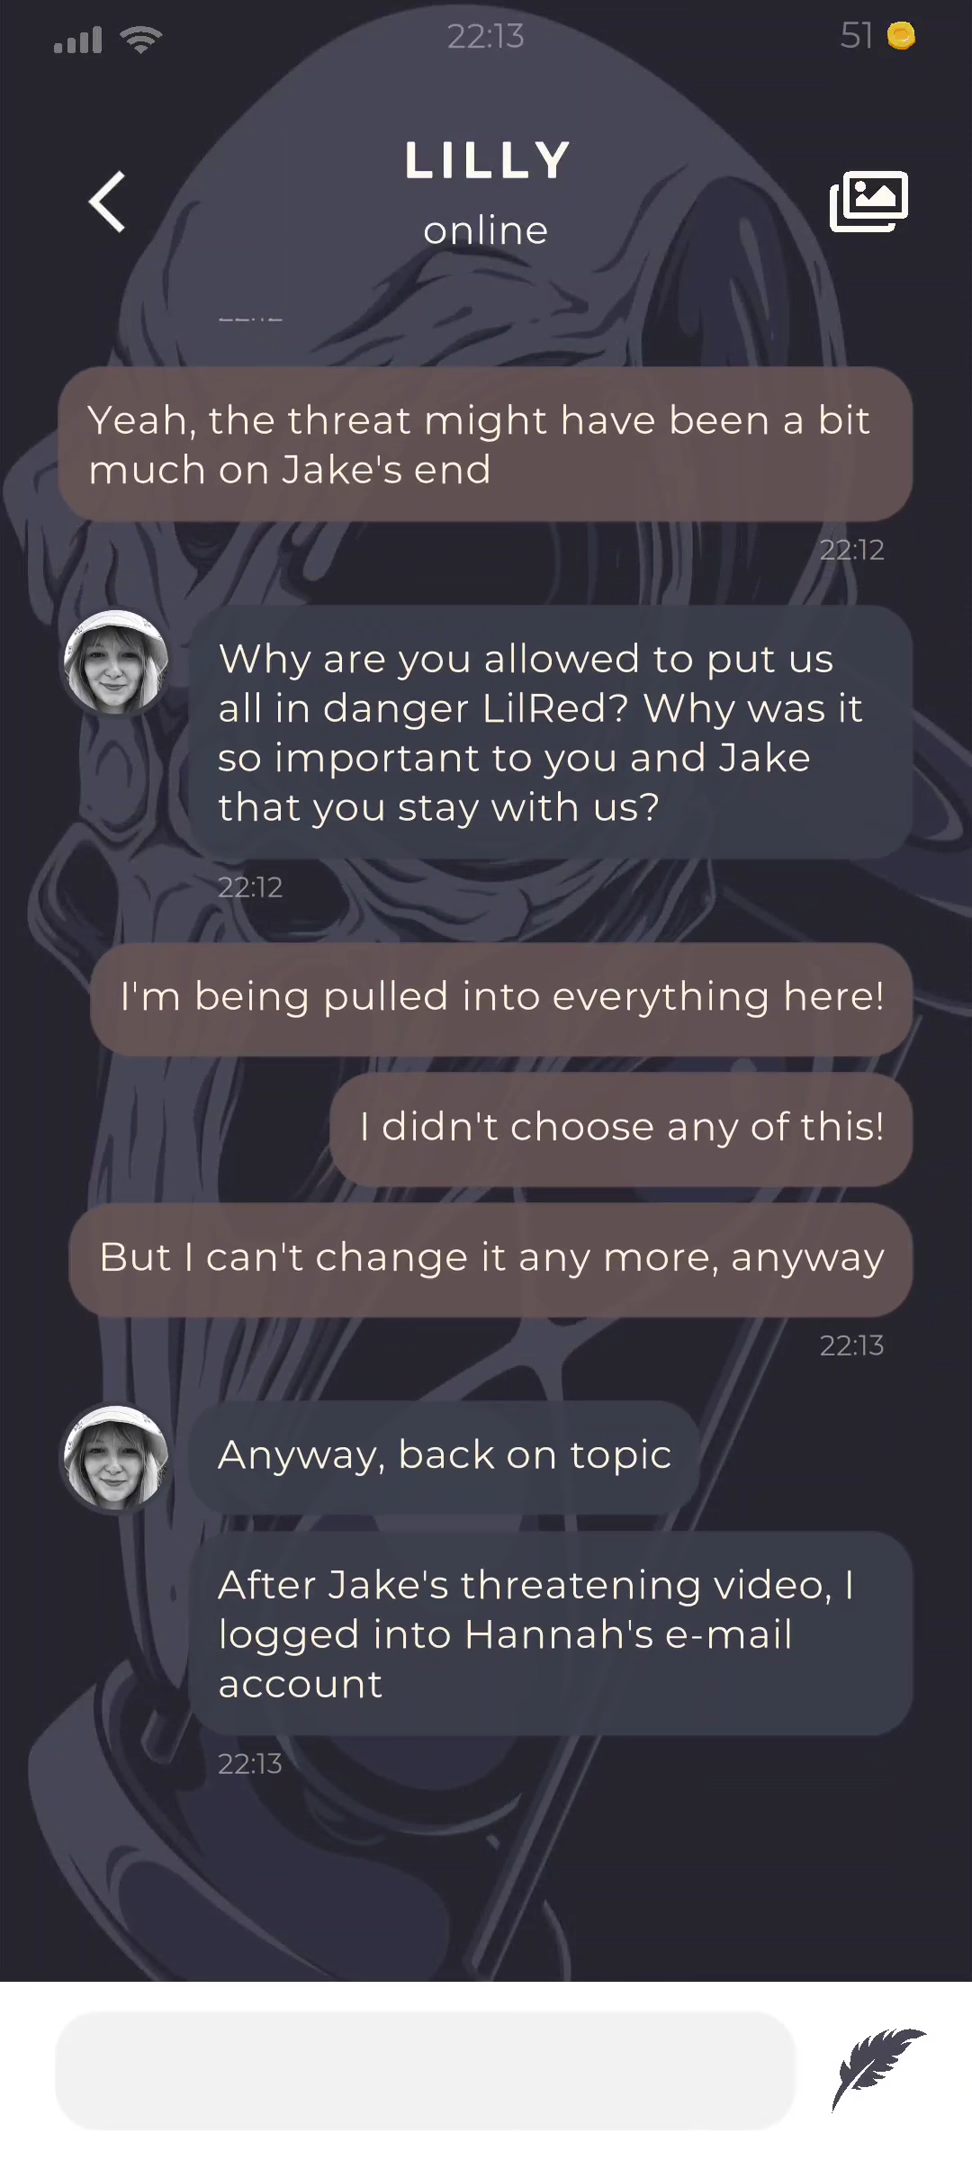 22:13
51
LILLY
online
Yeah, the threat might have been a bit
much on Jake's end
22:12
Why are you allowed to put us
all in danger LilRed? Why was it
so important to you and Jake
that you stay with us?
22:12
I'm being pulled into everything here!
I didn't choose any of this!
But I can't change it any more, anyway
22:13
Anyway, back on topic
After Jake's threatening video, I
logged into Hannah's e-mail
account
22:13